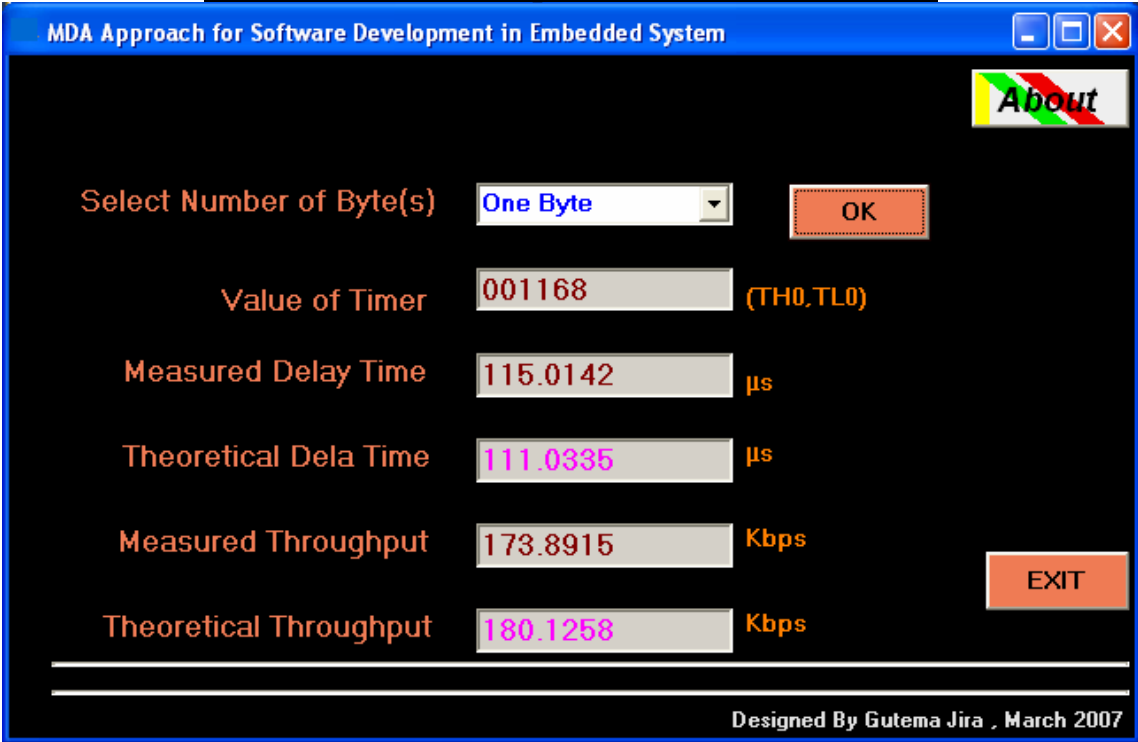 MDA Approach for Software Development in Embedded System
About
Select Number of Byte(s) One Byte OK
Value of Timer 001168 (TH0,TL0)
Measured Delay Time 115.0142 µs
Theoretical Dela Time 111.0335 µs
Measured Throughput 173.8915 Kbps
EXIT
Theoretical Throughput 180.1258 Kbps
Designed By Gutema Jira , March 2007